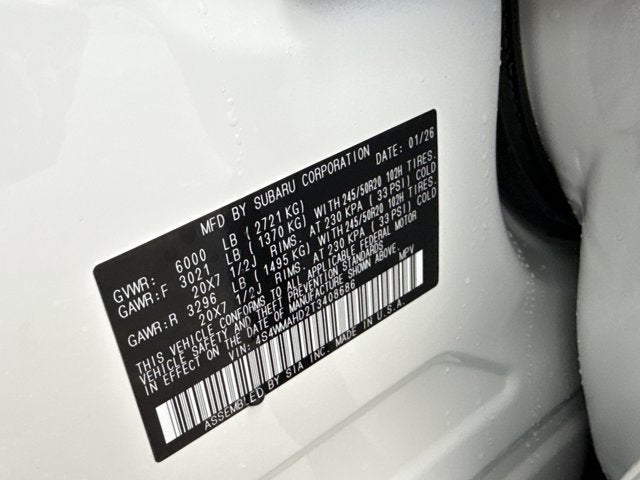 MFD BY SUBARU CORPORATION DATE: 01/26
GVWR: 6000 LB ( 2721 KG)
GAWR:F 3021 LB ( 1370 KG) WITH 245/50R20 102H TIRES.
20X7 1/2J RIMS. AT 230 KPA ( 33 PSI) COLD
GAWR:R 3296 LB ( 1495 KG) WITH 245/50R20 102H TIRES.
20X7 1/2J RIMS. AT 230 KPA ( 33 PSI) COLD
THIS VEHICLE CONFORMS TO ALL APPLICABLE FEDERAL MOTOR
VEHICLE SAFETY AND THEFT PREVENTION STANDARDS
IN EFFECT ON THE DATE OF MANUFACTURE SHOWN ABOVE.
VIN: 4S4WMAHD2T3408686 MPV
ASSEMBLED BY SIA INC. MADE IN U.S.A.